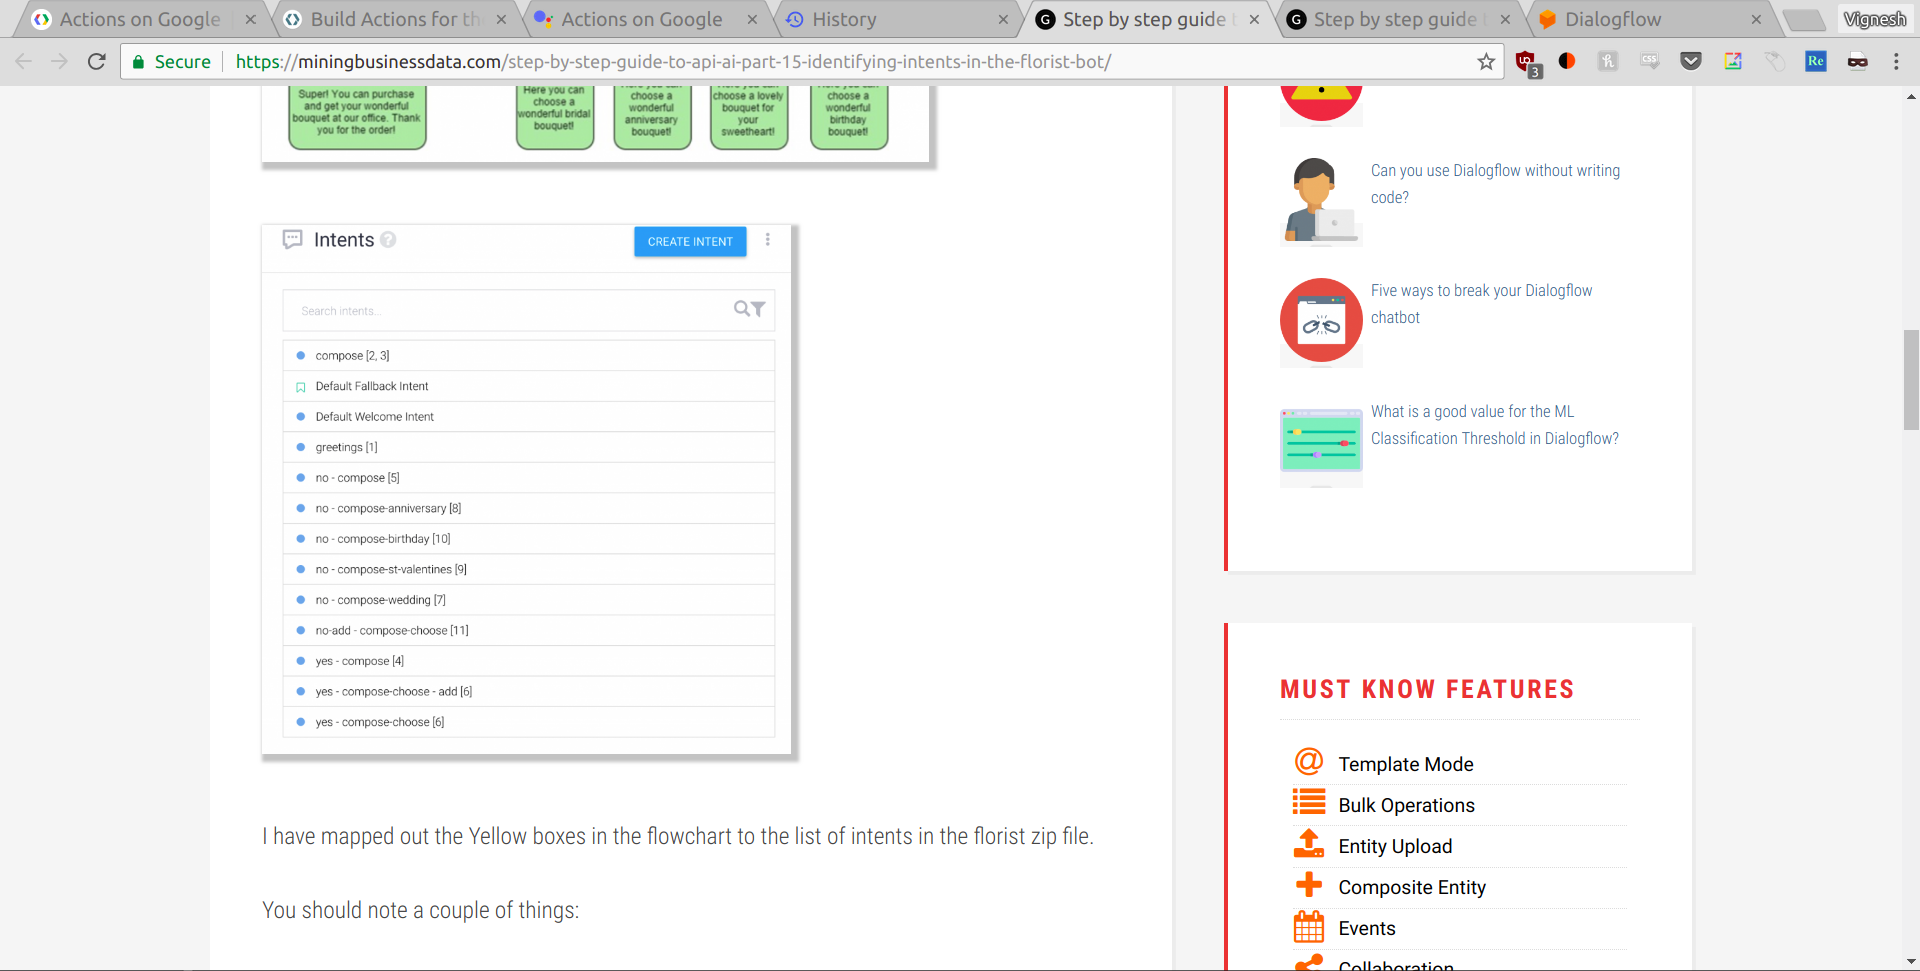 Actions on Google
Build Actions for th
Actions on Google
History
Step by step guide t
Step by step guide t
Dialogflow
Vignesh
Secure
https://miningbusinessdata.com/step-by-step-guide-to-api-ai-part-15-identifying-intents-in-the-florist-bot/
3
Re
Super! You can purchase
and get your wonderful
bouquet at our office. Thank
you for the order!
Here you can
choose a
wonderful bridal
bouquet!
choose a
wonderful
anniversary
bouquet!
choose a lovely
bouquet for
your
sweetheart!
choose a
wonderful
birthday
bouquet!
Intents
CREATE INTENT
Search intents...
compose [2, 3]
Default Fallback Intent
Default Welcome Intent
greetings [1]
no - compose [5]
no - compose-anniversary [8]
no - compose-birthday [10]
no - compose-st-valentines [9]
no - compose-wedding [7]
no-add - compose-choose [11]
yes - compose [4]
yes - compose-choose - add [6]
yes - compose-choose [6]
I have mapped out the Yellow boxes in the flowchart to the list of intents in the florist zip file.
You should note a couple of things:
Can you use Dialogflow without writing
code?
Five ways to break your Dialogflow
chatbot
What is a good value for the ML
Classification Threshold in Dialogflow?
MUST KNOW FEATURES
Template Mode
Bulk Operations
Entity Upload
Composite Entity
Events
Collaboration